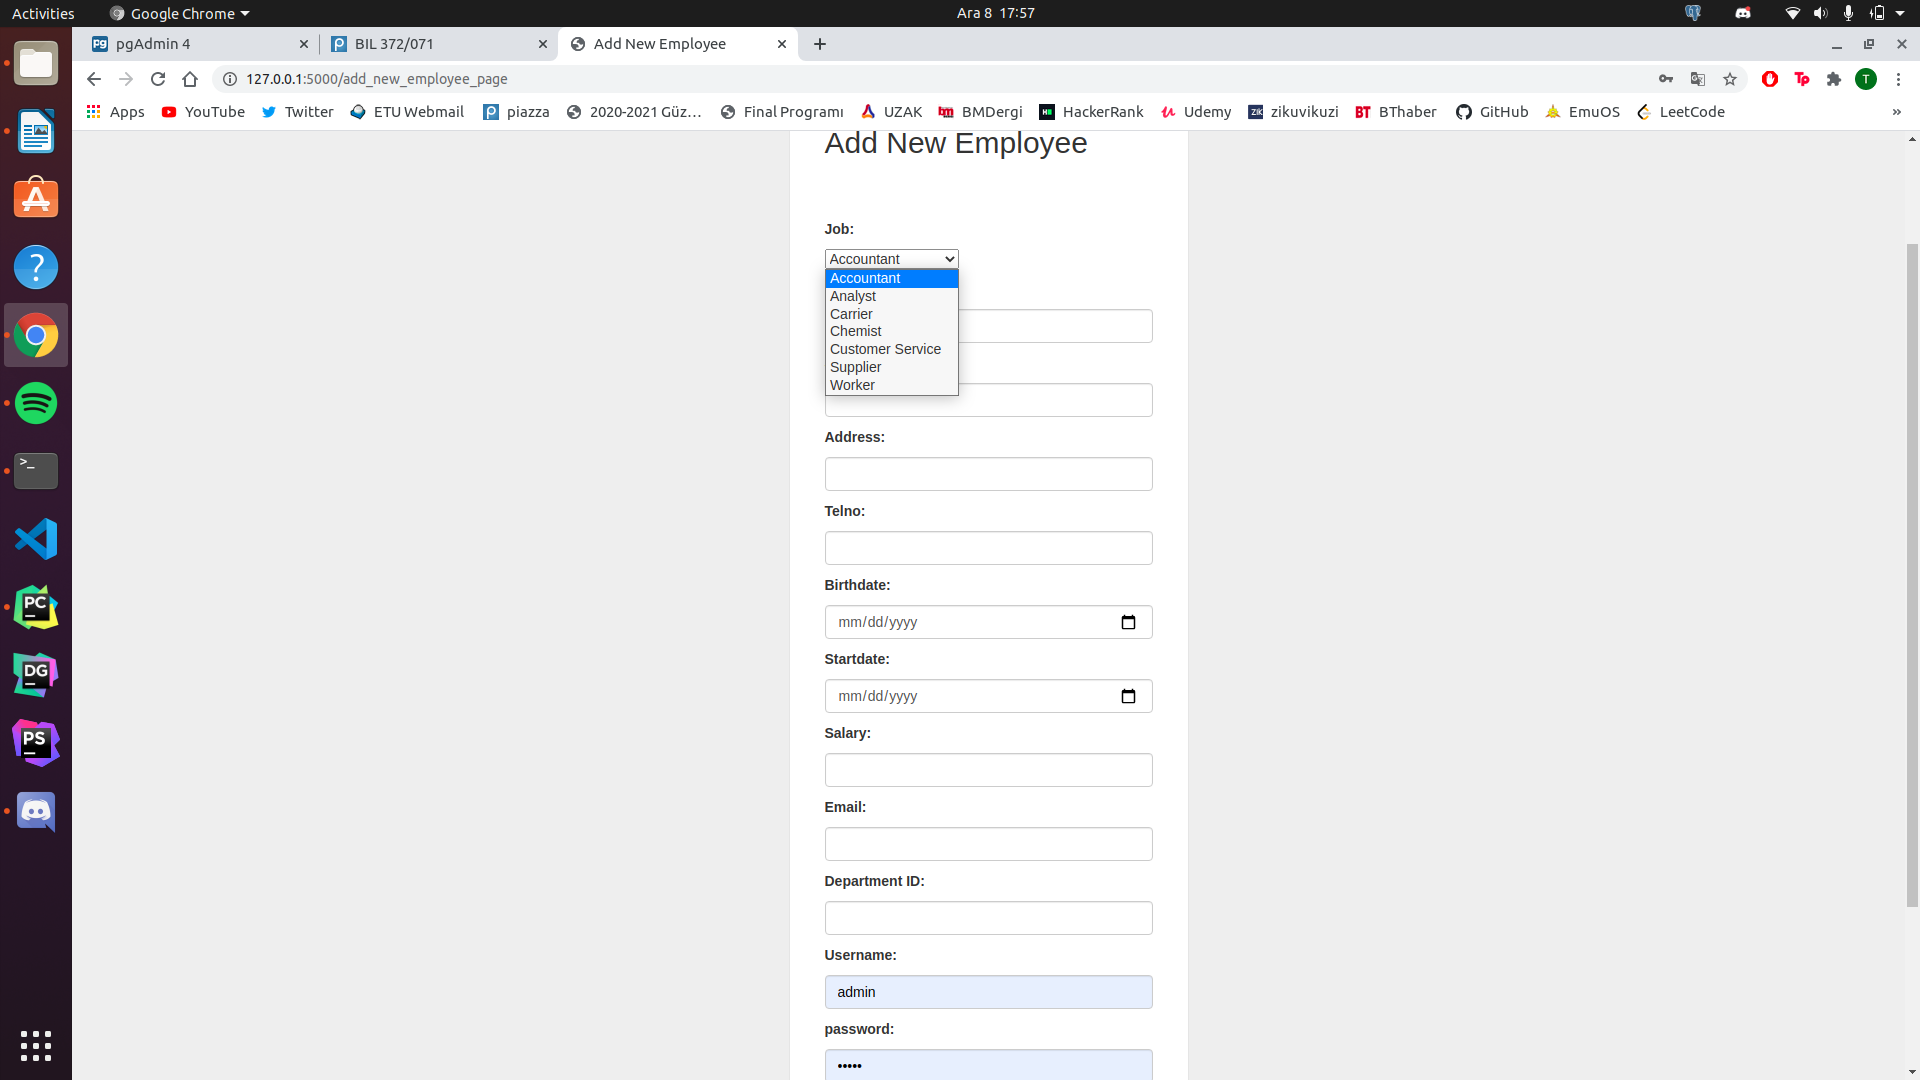 Activities
Google Chrome
Ara 8 17:57
pgAdmin 4
BIL 372/071
Add New Employee
127.0.0.1:5000/add_new_employee_page
T
Apps
YouTube
Twitter
ETU Webmail
piazza
2020-2021 Güz…
Final Programı
UZAK
BMDergi
HackerRank
Udemy
zikuvikuzi
BThaber
GitHub
EmuOS
LeetCode
»
Add New Employee
Job:
Accountant
Accountant
Analyst
Carrier
Chemist
Customer Service
Supplier
Worker
Address:
Telno:
Birthdate:
mm/dd/yyyy
Startdate:
mm/dd/yyyy
Salary:
Email:
Department ID:
Username:
admin
password:
•••••
PC
DG
PS